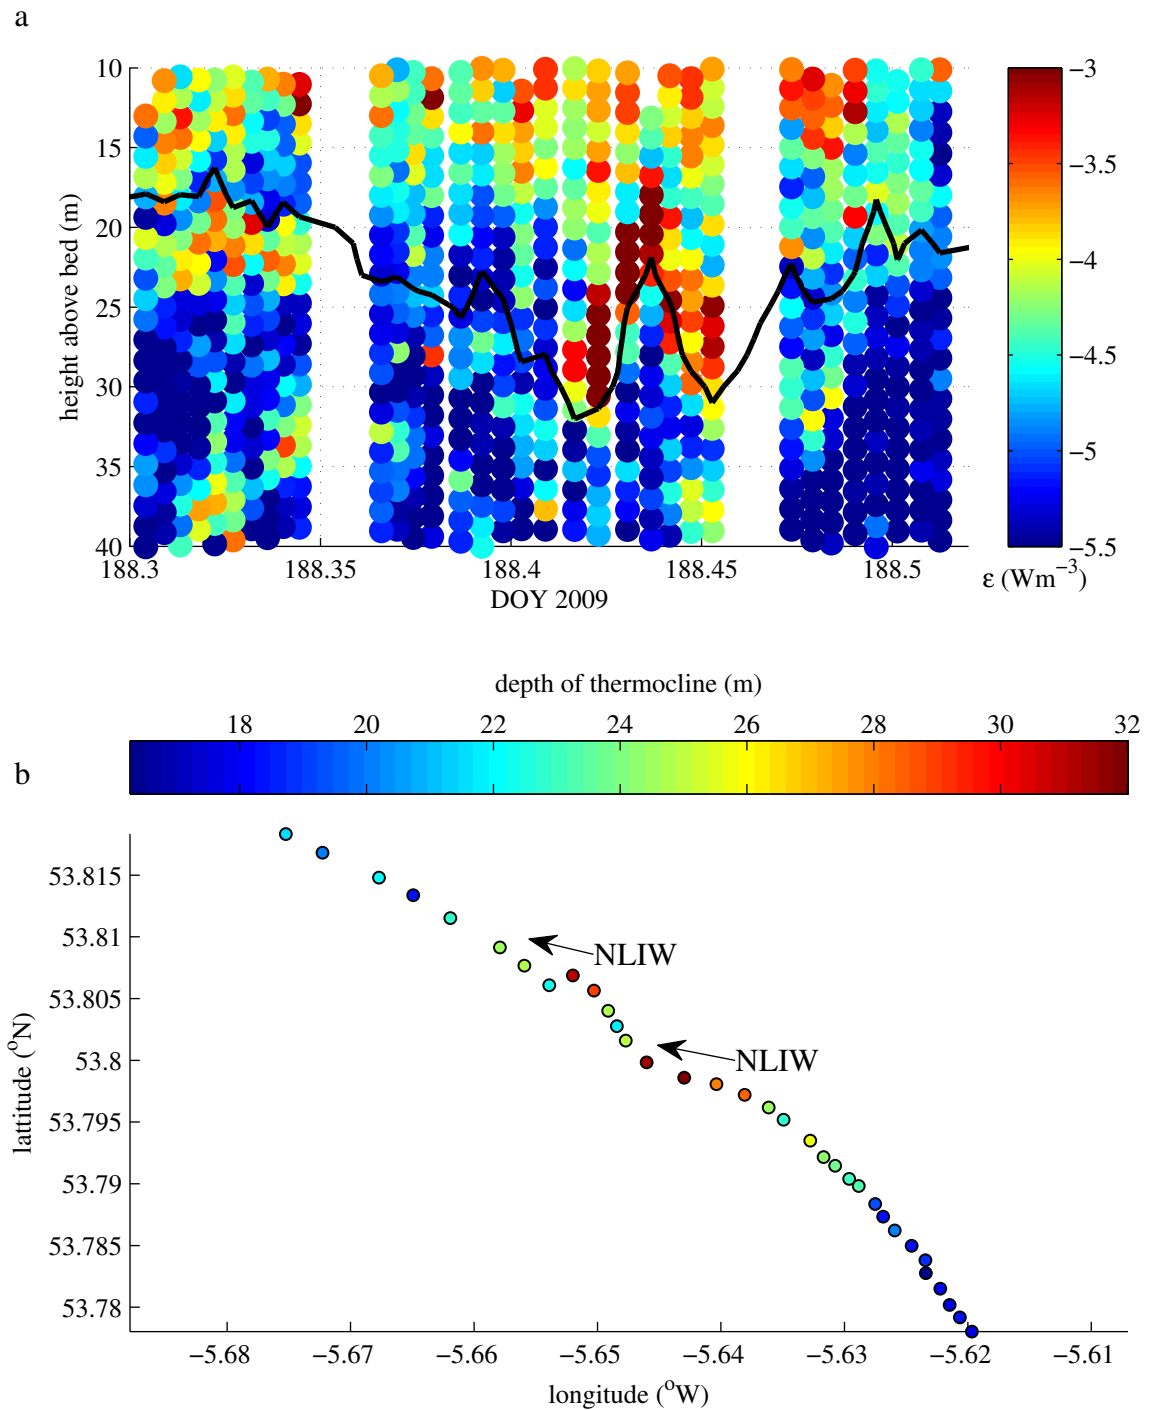 a
10
15
20
25
30
35
40
height above bed (m)
188.3 188.35 188.4 188.45 188.5
DOY 2009
−3
−3.5
−4
−4.5
−5
−5.5
ε (Wm⁻³)
depth of thermocline (m)
18 20 22 24 26 28 30 32
b
53.815
53.81
53.805
53.8
53.795
53.79
53.785
53.78
lattitude (ᵒN)
NLIW
NLIW
−5.68 −5.67 −5.66 −5.65 −5.64 −5.63 −5.62 −5.61
longitude (ᵒW)